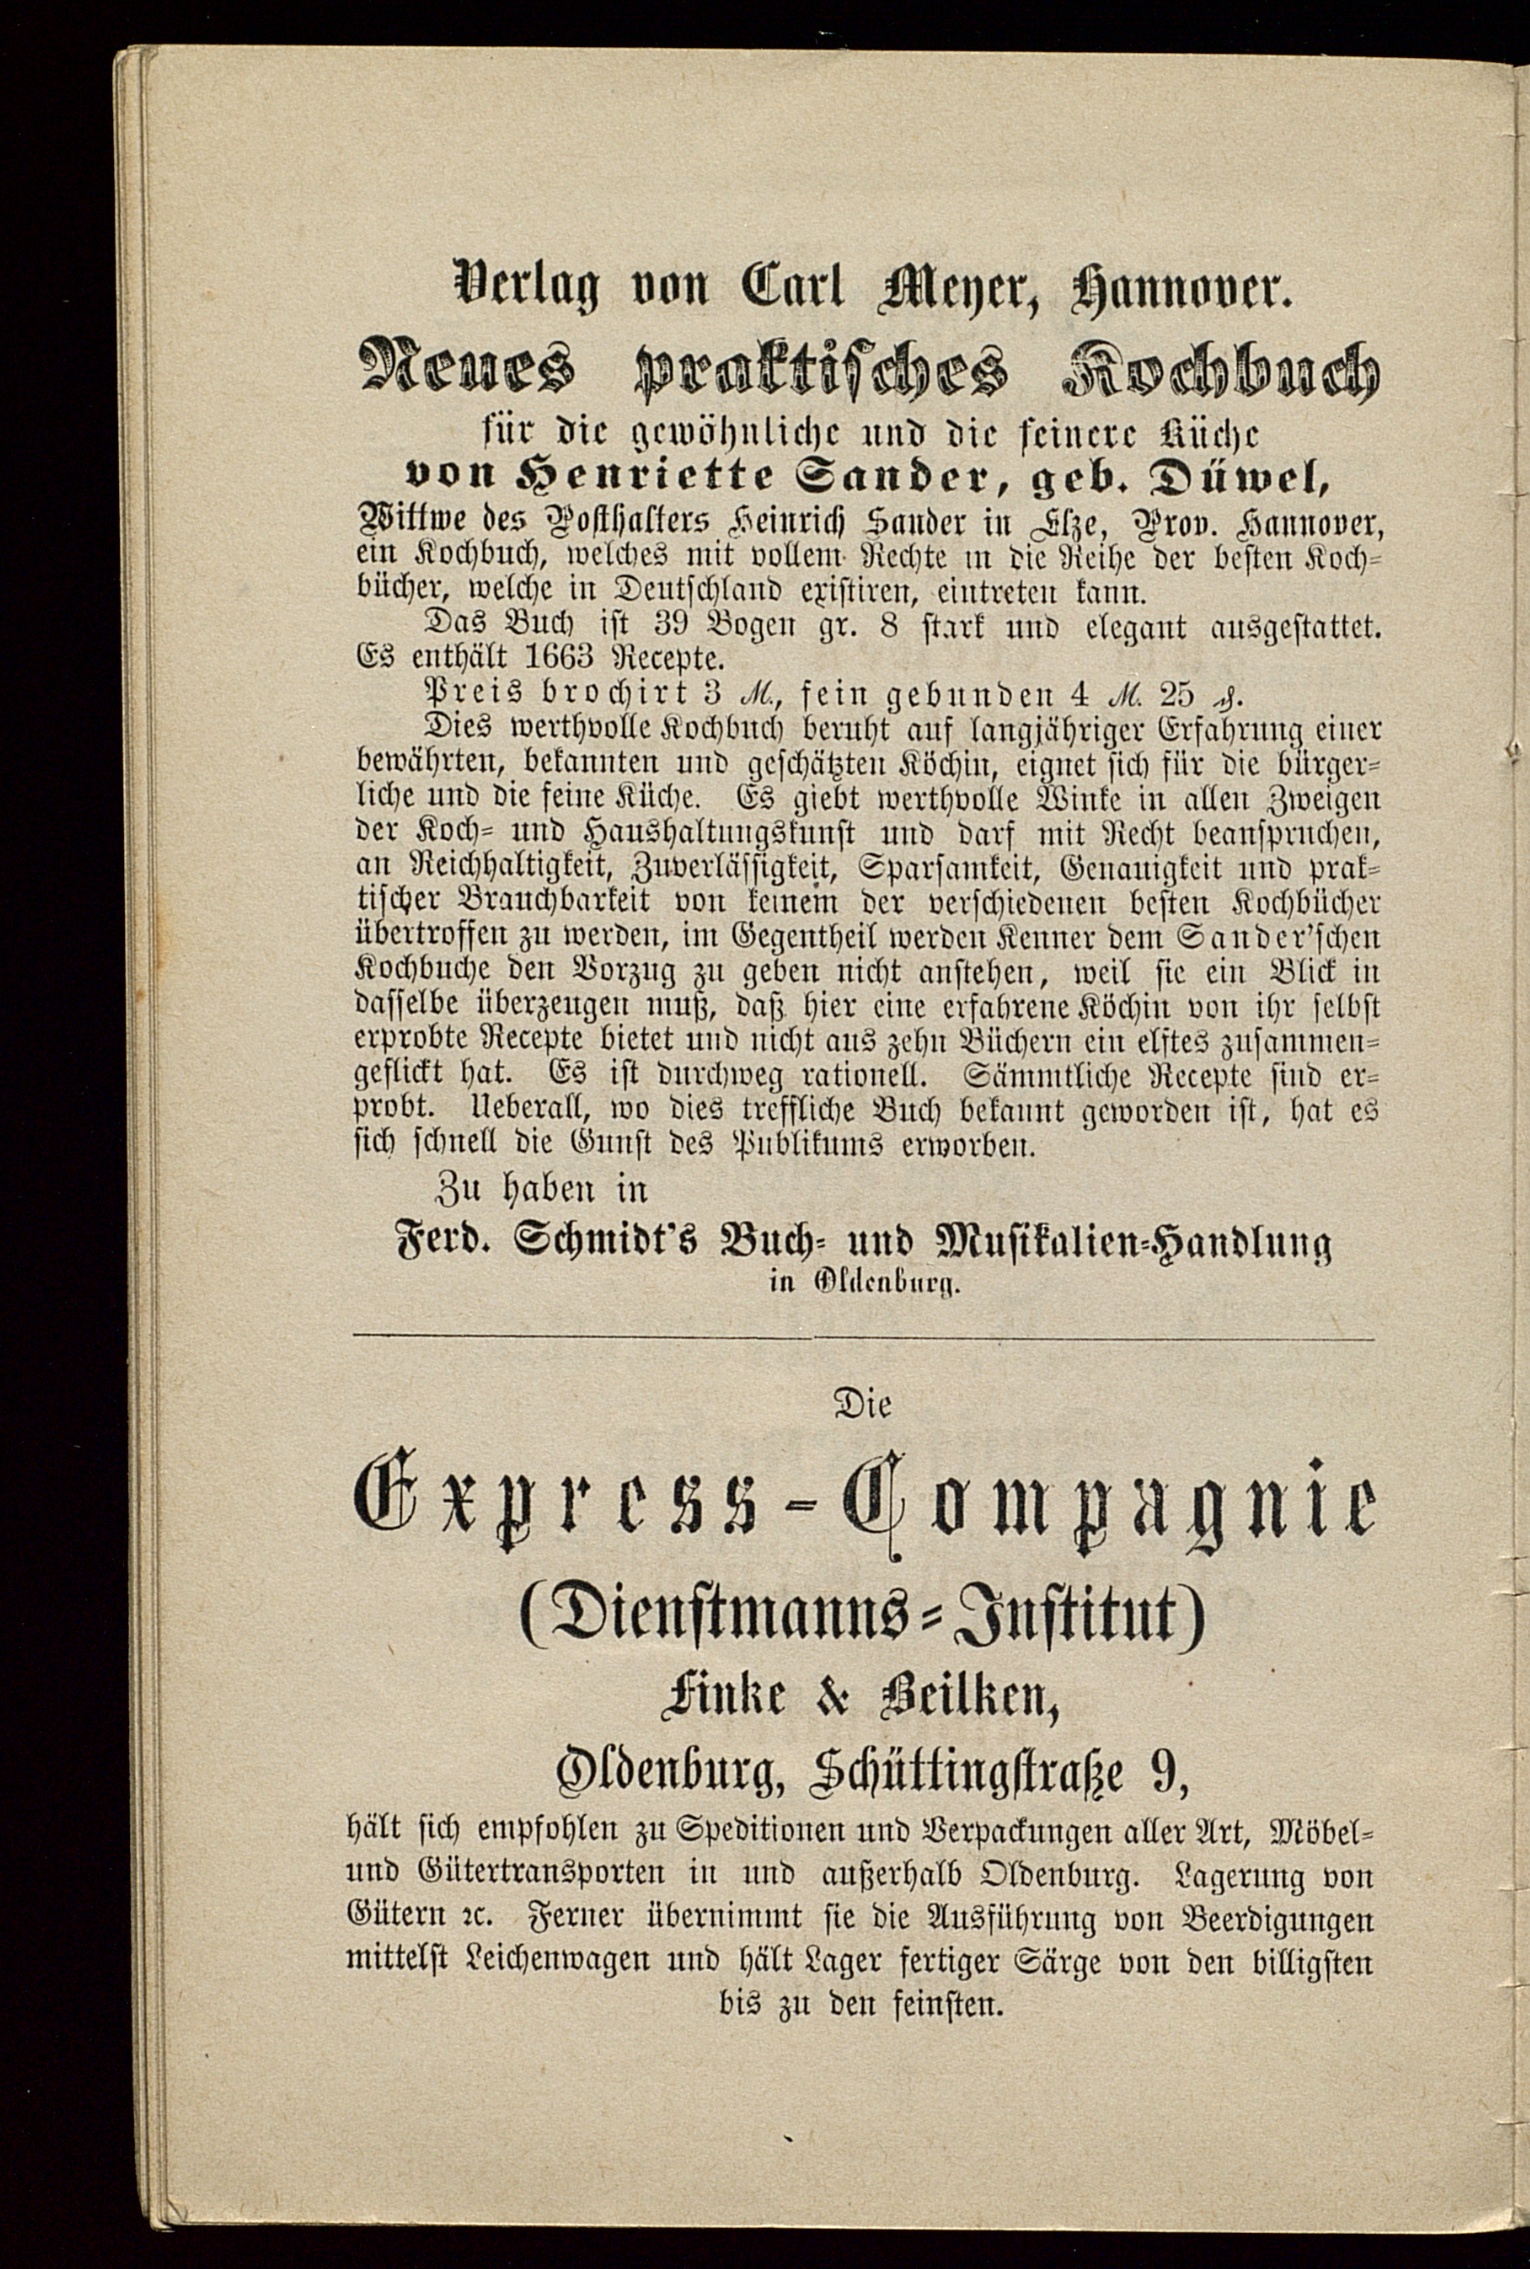 Verlag von Carl Meyer, Hannover.
Neues praktisches Kochbuch
für die gewöhnliche und die feinere Küche
von Henriette Sander, geb. Düwel,
Wittwe des Posthalters Heinrich Sander in Elze, Prov. Hannover,
ein Kochbuch, welches mit vollem Rechte in die Reihe der besten Koch-
bücher, welche in Deutschland existiren, eintreten kann.
Das Buch ist 39 Bogen gr. 8 stark und elegant ausgestattet.
Es enthält 1663 Recepte.
Preis brochirt 3 ℳ., fein gebunden 4 ℳ. 25 ₰.
Dies werthvolle Kochbuch beruht auf langjähriger Erfahrung einer
bewährten, bekannten und geschätzten Köchin, eignet sich für die bürger-
liche und die feine Küche. Es giebt werthvolle Winke in allen Zweigen
der Koch- und Haushaltungskunst und darf mit Recht beanspruchen,
an Reichhaltigkeit, Zuverlässigkeit, Sparsamkeit, Genauigkeit und prak-
tischer Brauchbarkeit von keinem der verschiedenen besten Kochbücher
übertroffen zu werden, im Gegentheil werden Kenner dem Sander'schen
Kochbuche den Vorzug zu geben nicht anstehen, weil sie ein Blick in
dasselbe überzeugen muß, daß hier eine erfahrene Köchin von ihr selbst
erprobte Recepte bietet und nicht aus zehn Büchern ein elftes zusammen-
geflickt hat. Es ist durchweg rationell. Sämmtliche Recepte sind er-
probt. Ueberall, wo dies treffliche Buch bekannt geworden ist, hat es
sich schnell die Gunst des Publikums erworben.
Zu haben in
Ferd. Schmidt's Buch- und Musikalien-Handlung
in Oldenburg.
Die
Express-Compagnie
(Dienstmanns-Institut)
Finke & Beilken,
Oldenburg, Schüttingstraße 9,
hält sich empfohlen zu Speditionen und Verpackungen aller Art, Möbel-
und Gütertransporten in und außerhalb Oldenburg. Lagerung von
Gütern ꝛc. Ferner übernimmt sie die Ausführung von Beerdigungen
mittelst Leichenwagen und hält Lager fertiger Särge von den billigsten
bis zu den feinsten.